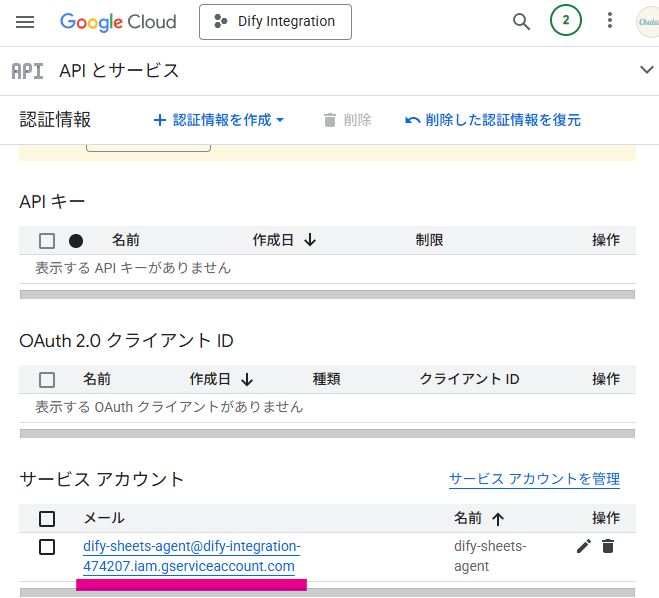 Google Cloud
Dify Integration
2
API API とサービス
認証情報
認証情報を作成
削除
削除した認証情報を復元
API キー
名前 作成日 制限 操作
表示する API キーがありません
OAuth 2.0 クライアント ID
名前 作成日 種類 クライアント ID 操作
表示する OAuth クライアントがありません
サービス アカウント
サービス アカウントを管理
メール 名前 操作
dify-sheets-agent@dify-integration- dify-sheets-
474207.iam.gserviceaccount.com agent